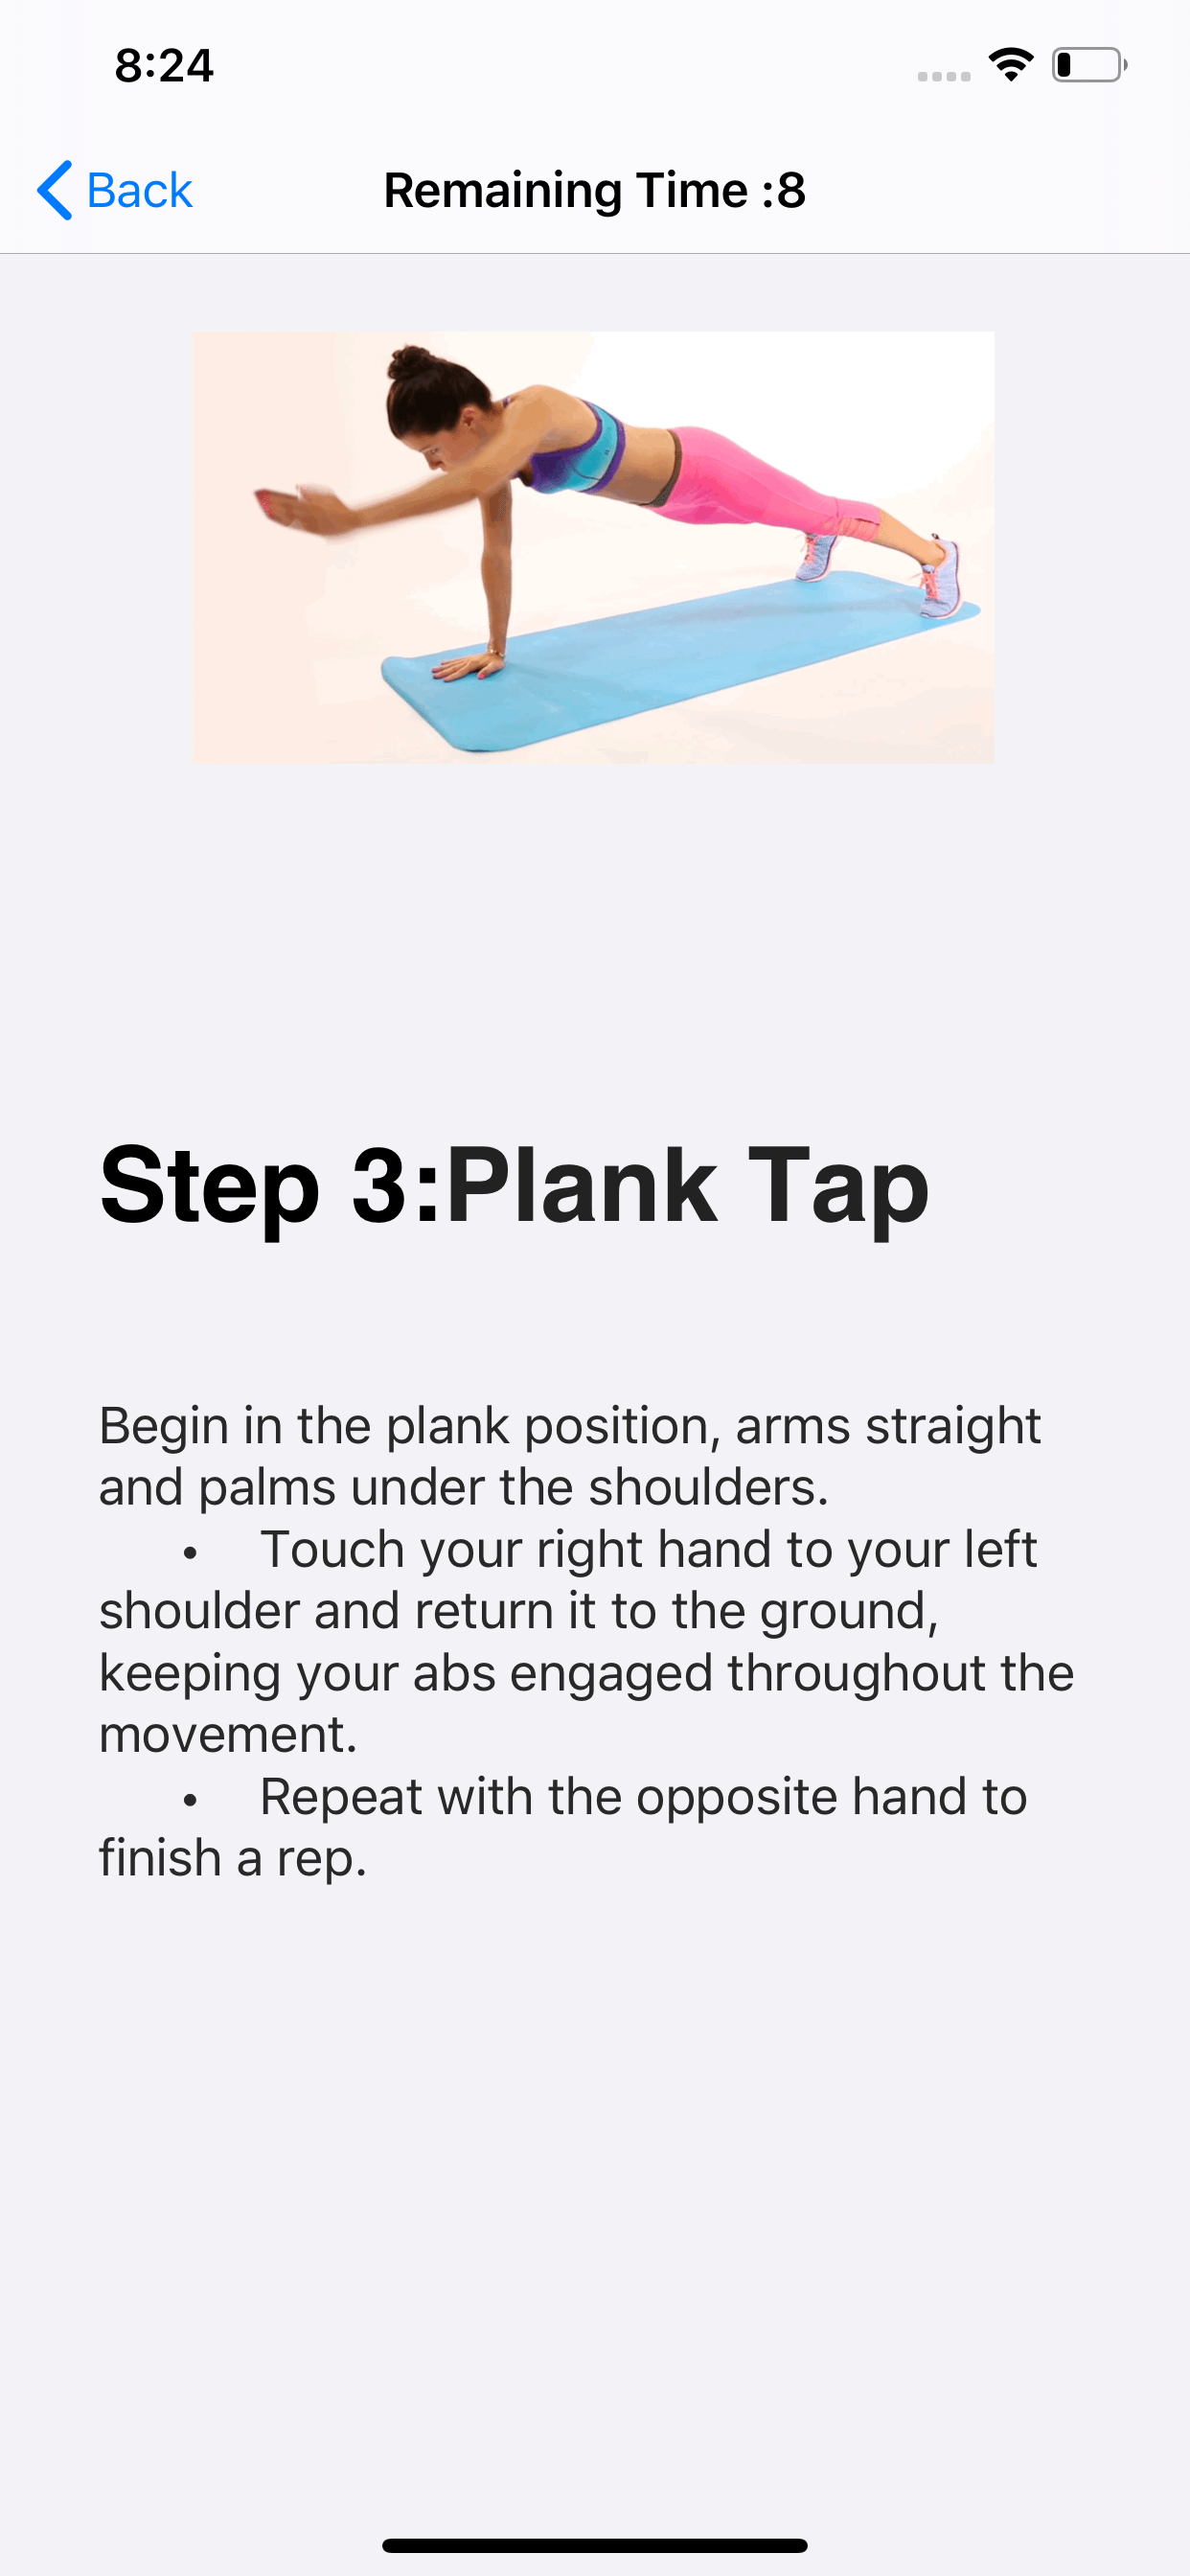 8:24
Back
Remaining Time :8
Step 3:Plank Tap
Begin in the plank position, arms straight
and palms under the shoulders.
• Touch your right hand to your left
shoulder and return it to the ground,
keeping your abs engaged throughout the
movement.
• Repeat with the opposite hand to
finish a rep.